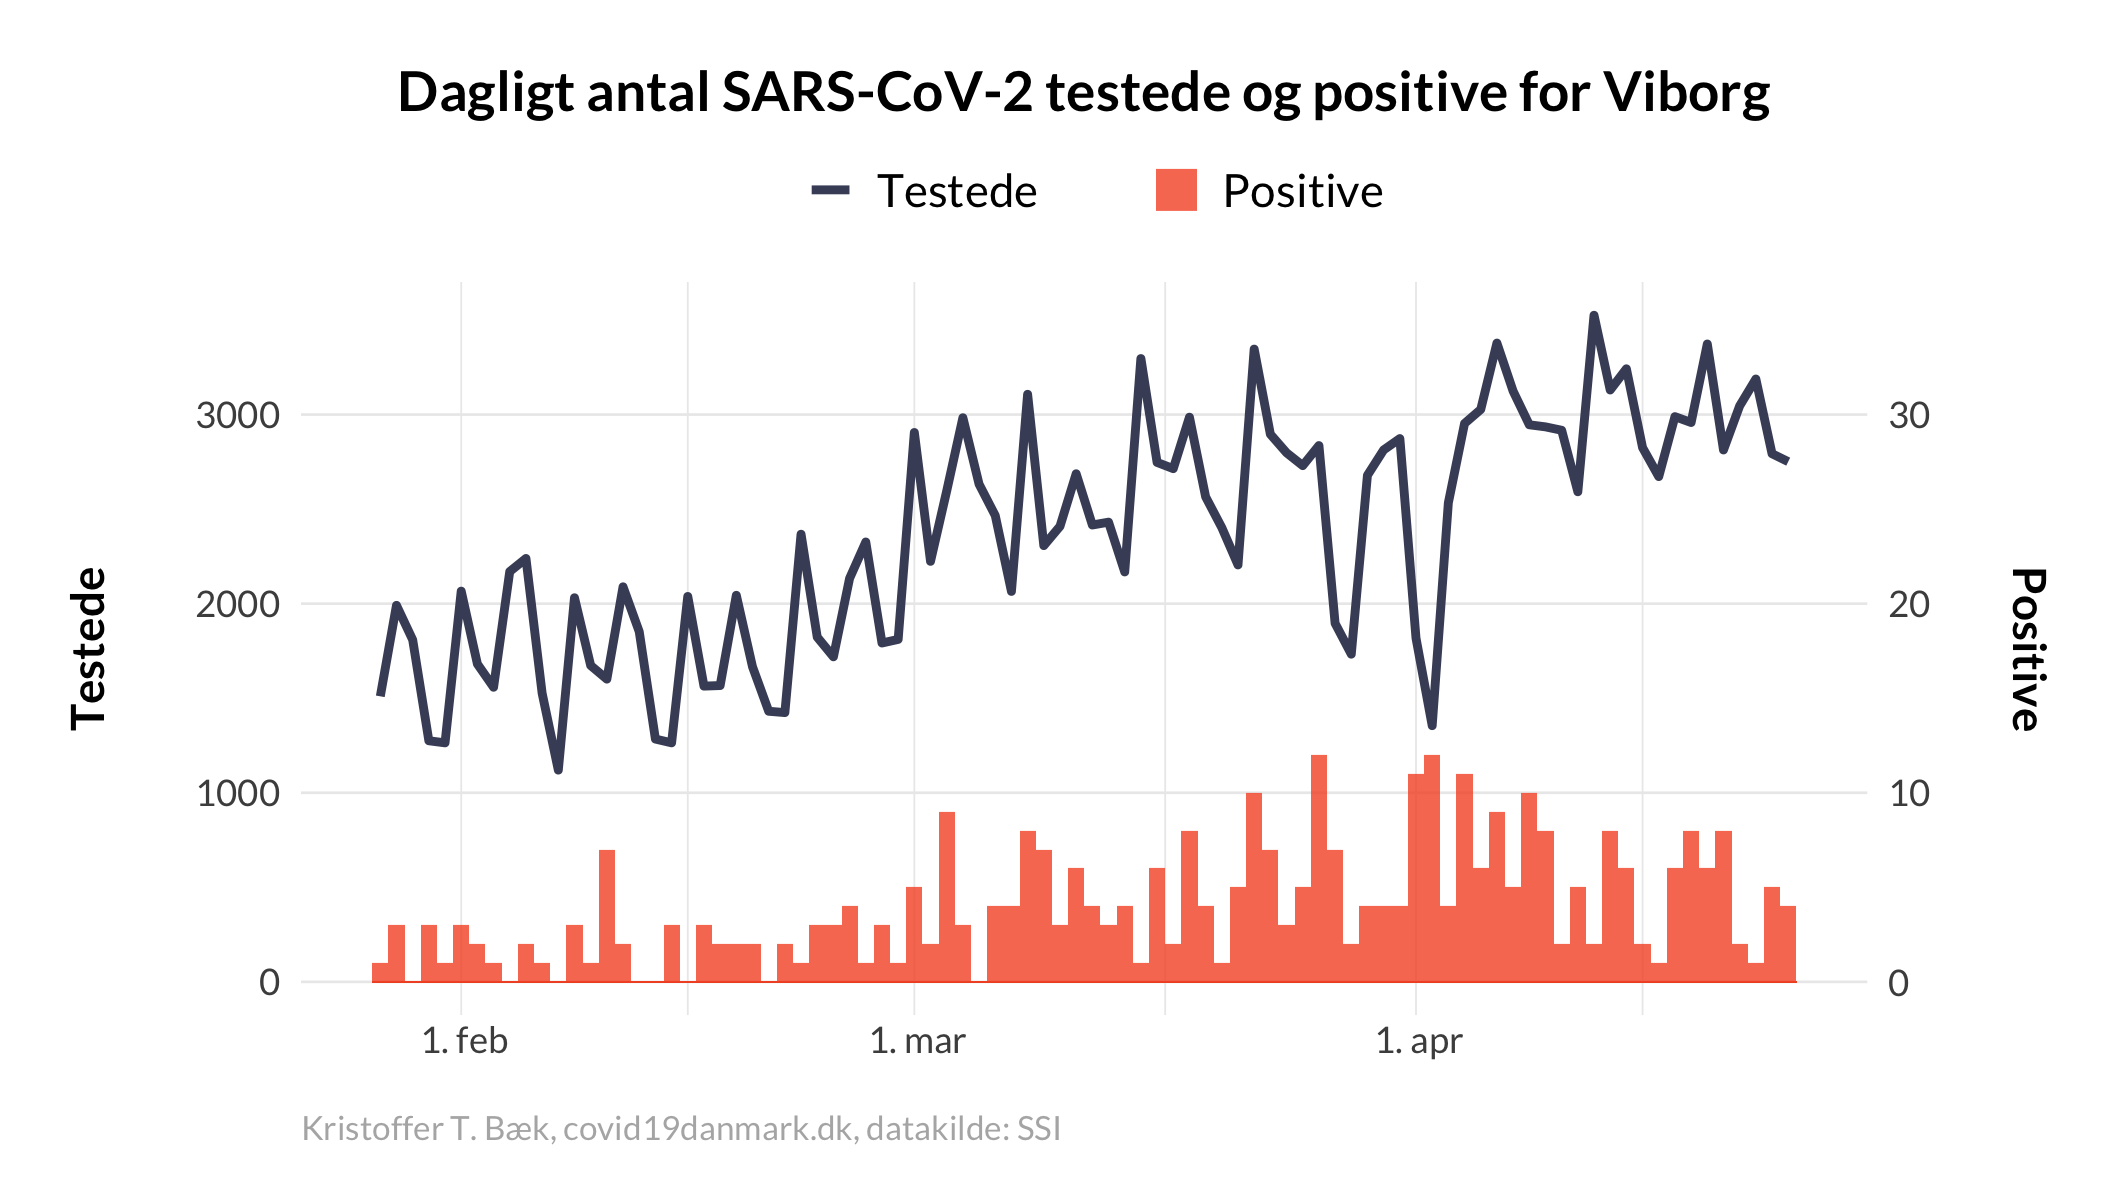 Dagligt antal SARS-CoV-2 testede og positive for Viborg
Testede
Positive
3000
2000
1000
0
Testede
30
20
10
0
Positive
1. feb
1. mar
1. apr
Kristoffer T. Bæk, covid19danmark.dk, datakilde: SSI